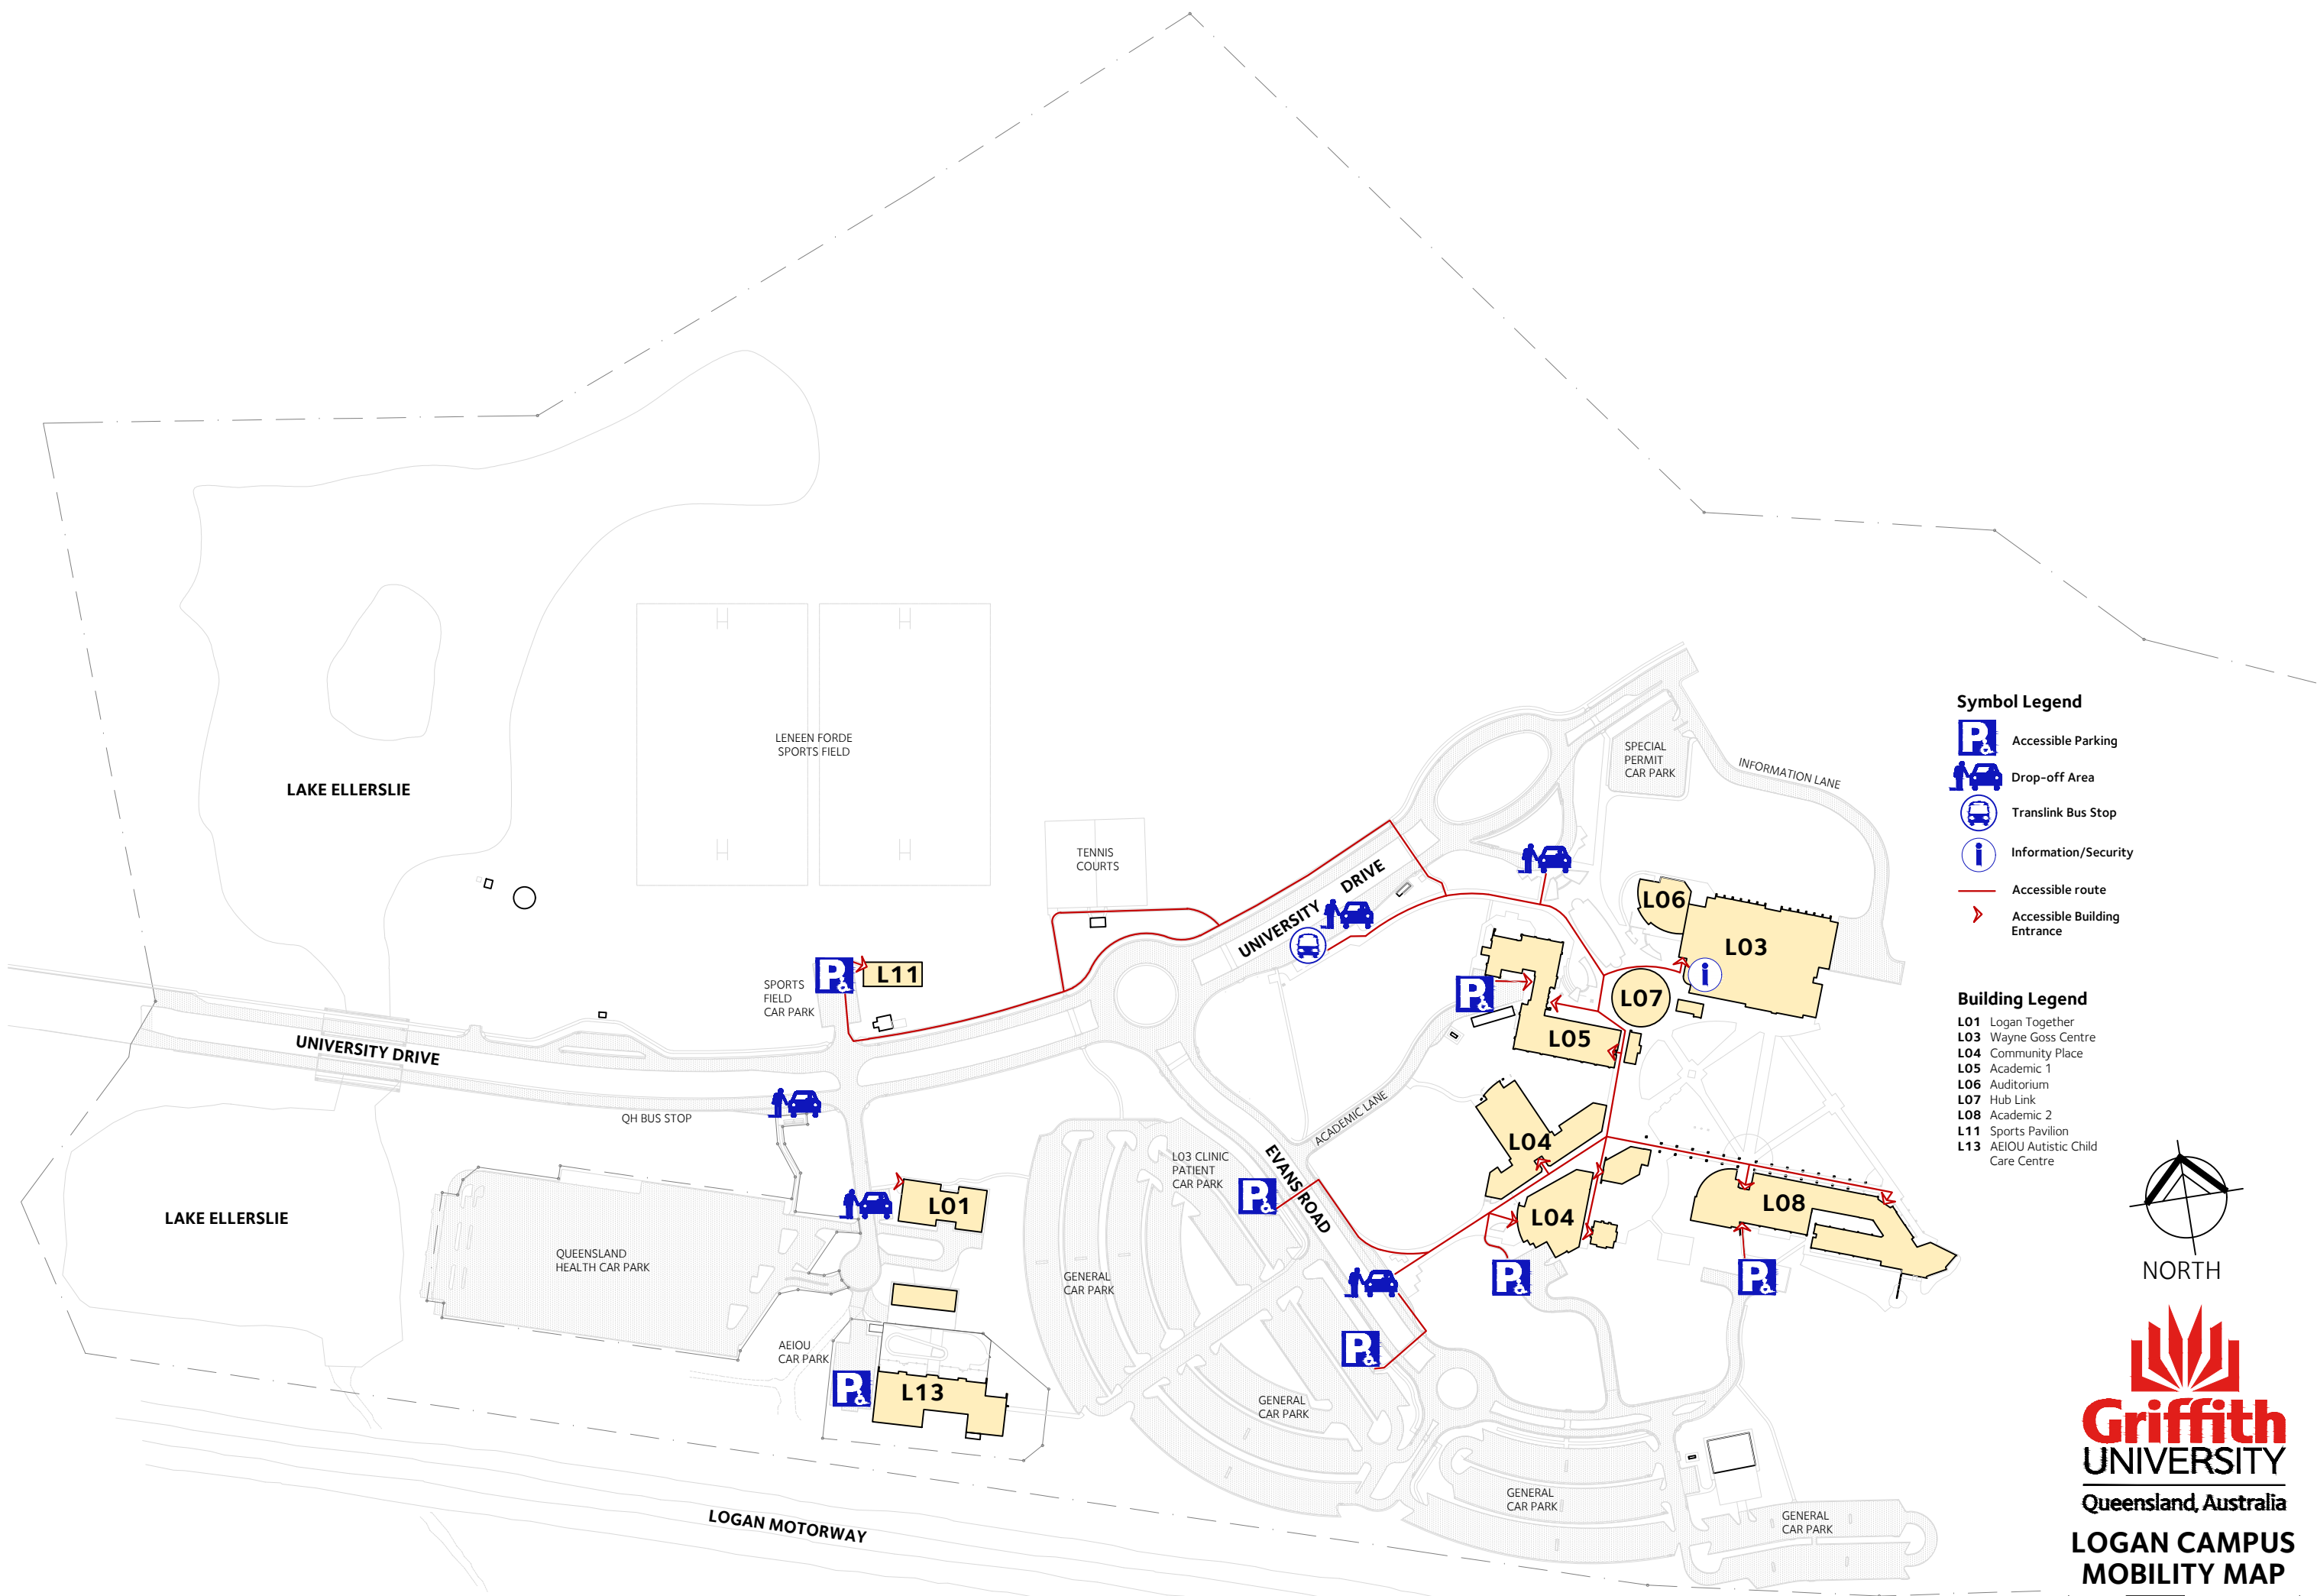 LENEEN FORDE
SPORTS FIELD
LAKE ELLERSLIE
TENNIS
COURTS
SPECIAL
PERMIT
CAR PARK
INFORMATION LANE
UNIVERSITY DRIVE
L06
L03
i
L07
L05
P
P
L11
SPORTS
FIELD
CAR PARK
UNIVERSITY DRIVE
QH BUS STOP
ACADEMIC LANE
L04
L04
L08
L03 CLINIC
PATIENT
CAR PARK
EVANS ROAD
P
P
P
P
L01
LAKE ELLERSLIE
QUEENSLAND
HEALTH CAR PARK
GENERAL
CAR PARK
AEIOU
CAR PARK
P
L13
GENERAL
CAR PARK
GENERAL
CAR PARK
GENERAL
CAR PARK
LOGAN MOTORWAY
Symbol Legend
P
Accessible Parking
Drop-off Area
Translink Bus Stop
i
Information/Security
Accessible route
Accessible Building
Entrance
Building Legend
L01 Logan Together
L03 Wayne Goss Centre
L04 Community Place
L05 Academic 1
L06 Auditorium
L07 Hub Link
L08 Academic 2
L11 Sports Pavilion
L13 AEIOU Autistic Child
Care Centre
NORTH
Griffith
UNIVERSITY
Queensland, Australia
LOGAN CAMPUS
MOBILITY MAP